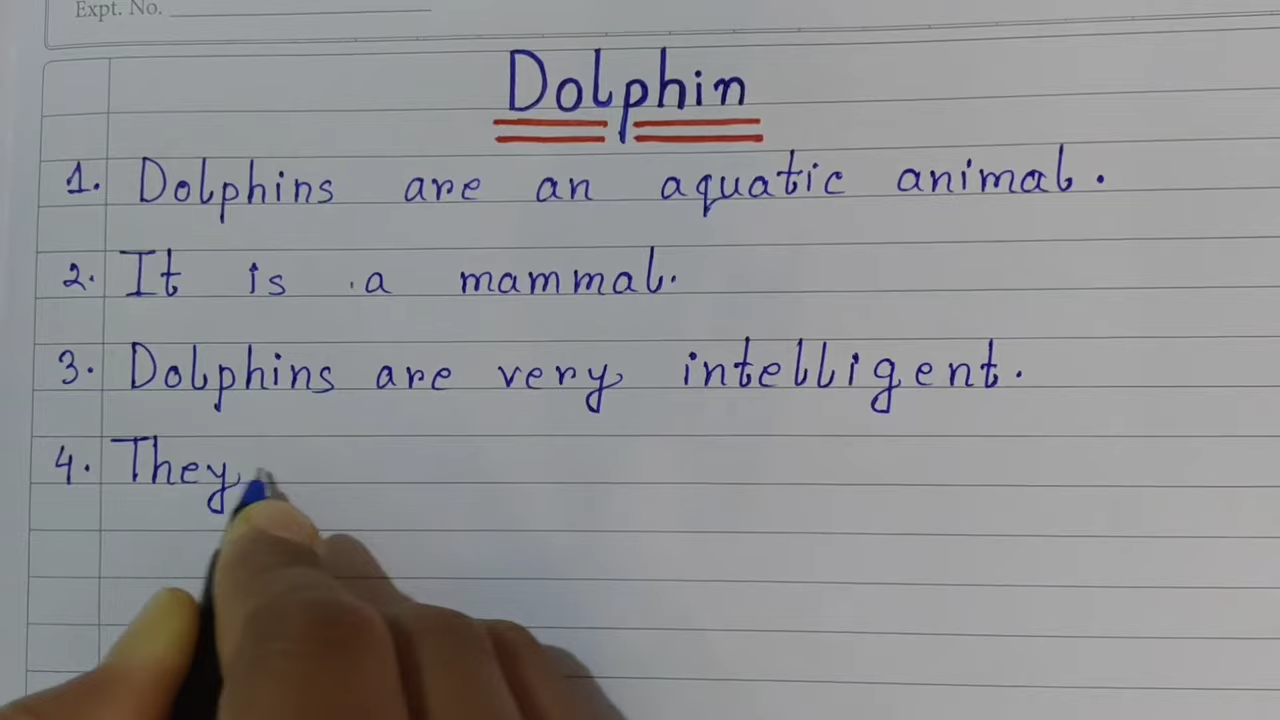 Expt. No.
Dolphin
1. Dolphins are an aquatic animal.
2. It is a mammal.
3. Dolphins are very intelligent.
4. They